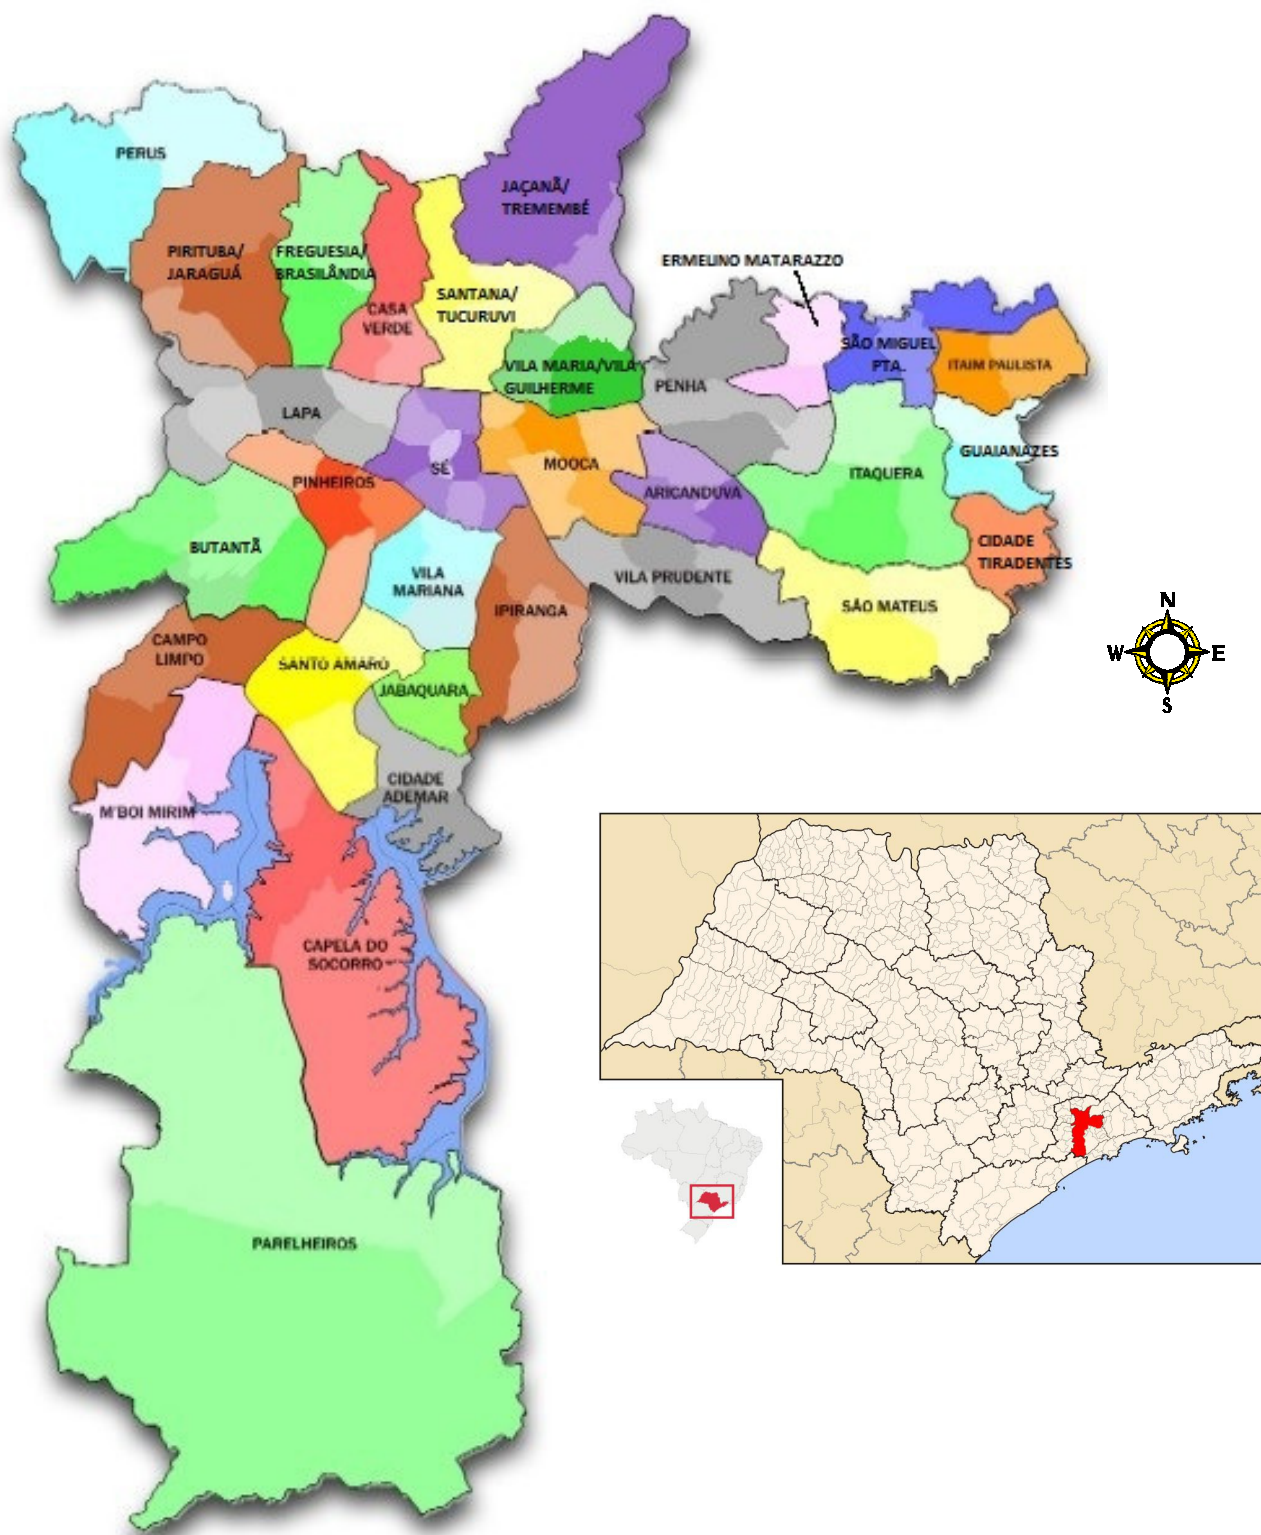 PERUS
JAÇANÃ/
TREMEMBÉ
PIRITUBA/
JARAGUÁ
FREGUESIA/
BRASILÂNDIA
ERMELINO MATARAZZO
SANTANA/
TUCURUVI
CASA
VERDE
SÃO MIGUEL
PTA.
ITAIM PAULISTA
VILA MARIA/VILA
GUILHERME
PENHA
LAPA
SÉ
MOOCA
GUAIANAZES
ITAQUERA
PINHEIROS
ARICANDUVA
BUTANTÃ
CIDADE
TIRADENTES
VILA
MARIANA
VILA PRUDENTE
IPIRANGA
SÃO MATEUS
N
W
E
S
CAMPO
LIMPO
SANTO AMARO
JABAQUARA
CIDADE
ADEMAR
M'BOI MIRIM
CAPELA DO
SOCORRO
PARELHEIROS